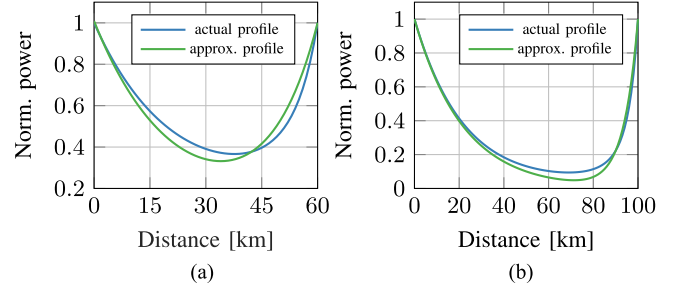 Norm. power
1
0.8
0.6
0.4
0.2
actual profile
approx. profile
0 15 30 45 60
Distance [km]
(a)
Norm. power
1
0.8
0.6
0.4
0.2
0
actual profile
approx. profile
0 20 40 60 80 100
Distance [km]
(b)